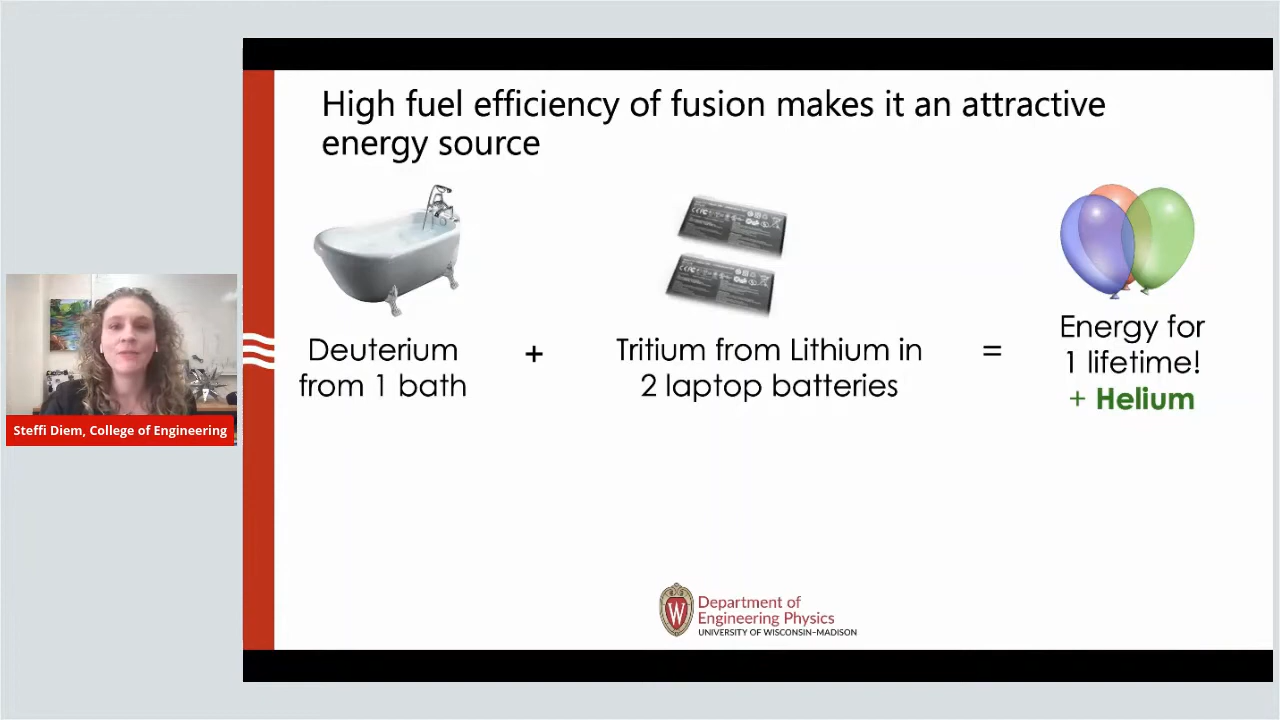 High fuel efficiency of fusion makes it an attractive
energy source
Deuterium
from 1 bath
+
Tritium from Lithium in
2 laptop batteries
=
Energy for
1 lifetime!
+ Helium
Steffi Diem, College of Engineering
W
Department of
Engineering Physics
UNIVERSITY OF WISCONSIN–MADISON